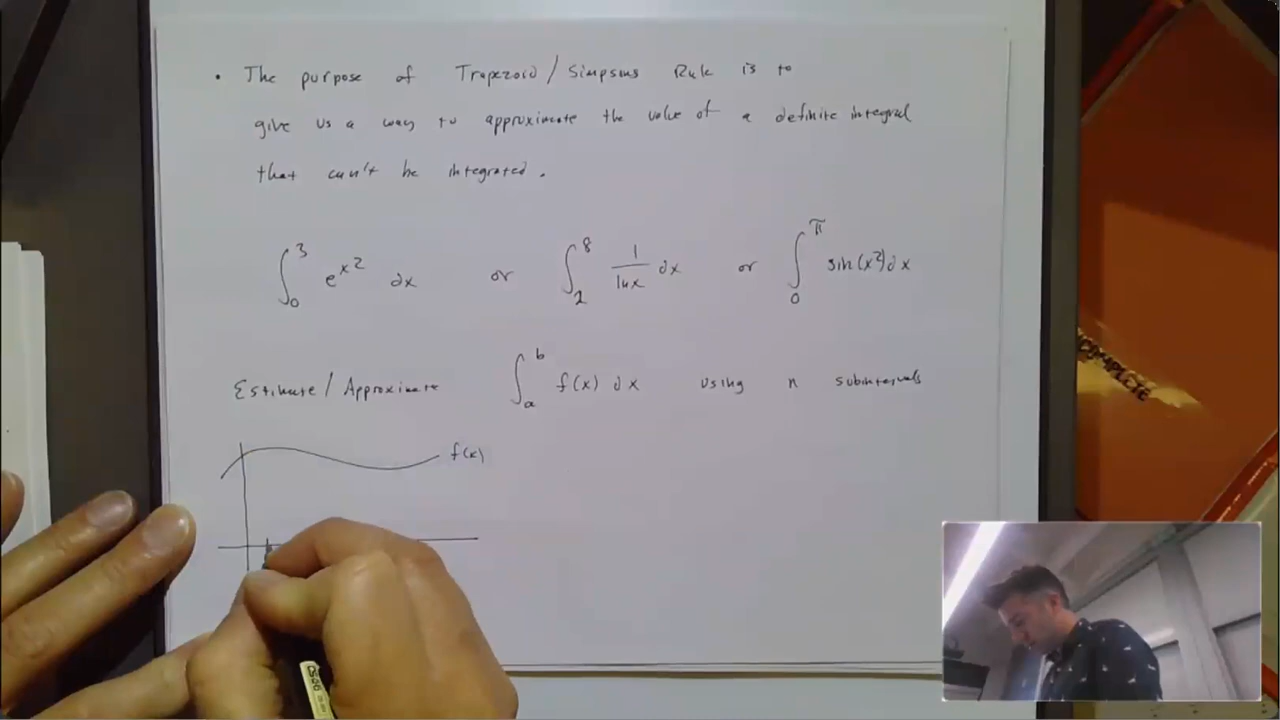 • The purpose of Trapezoid/Simpsons Rule is to
give us a way to approximate the value of a definite integral
that can't be integrated.
∫₀³ e^{x²} dx or ∫₂⁸ 1/ln x dx or ∫₀^π sin(x²)dx
Estimate/Approximate ∫ₐᵇ f(x) dx using n subintervals
f(x)